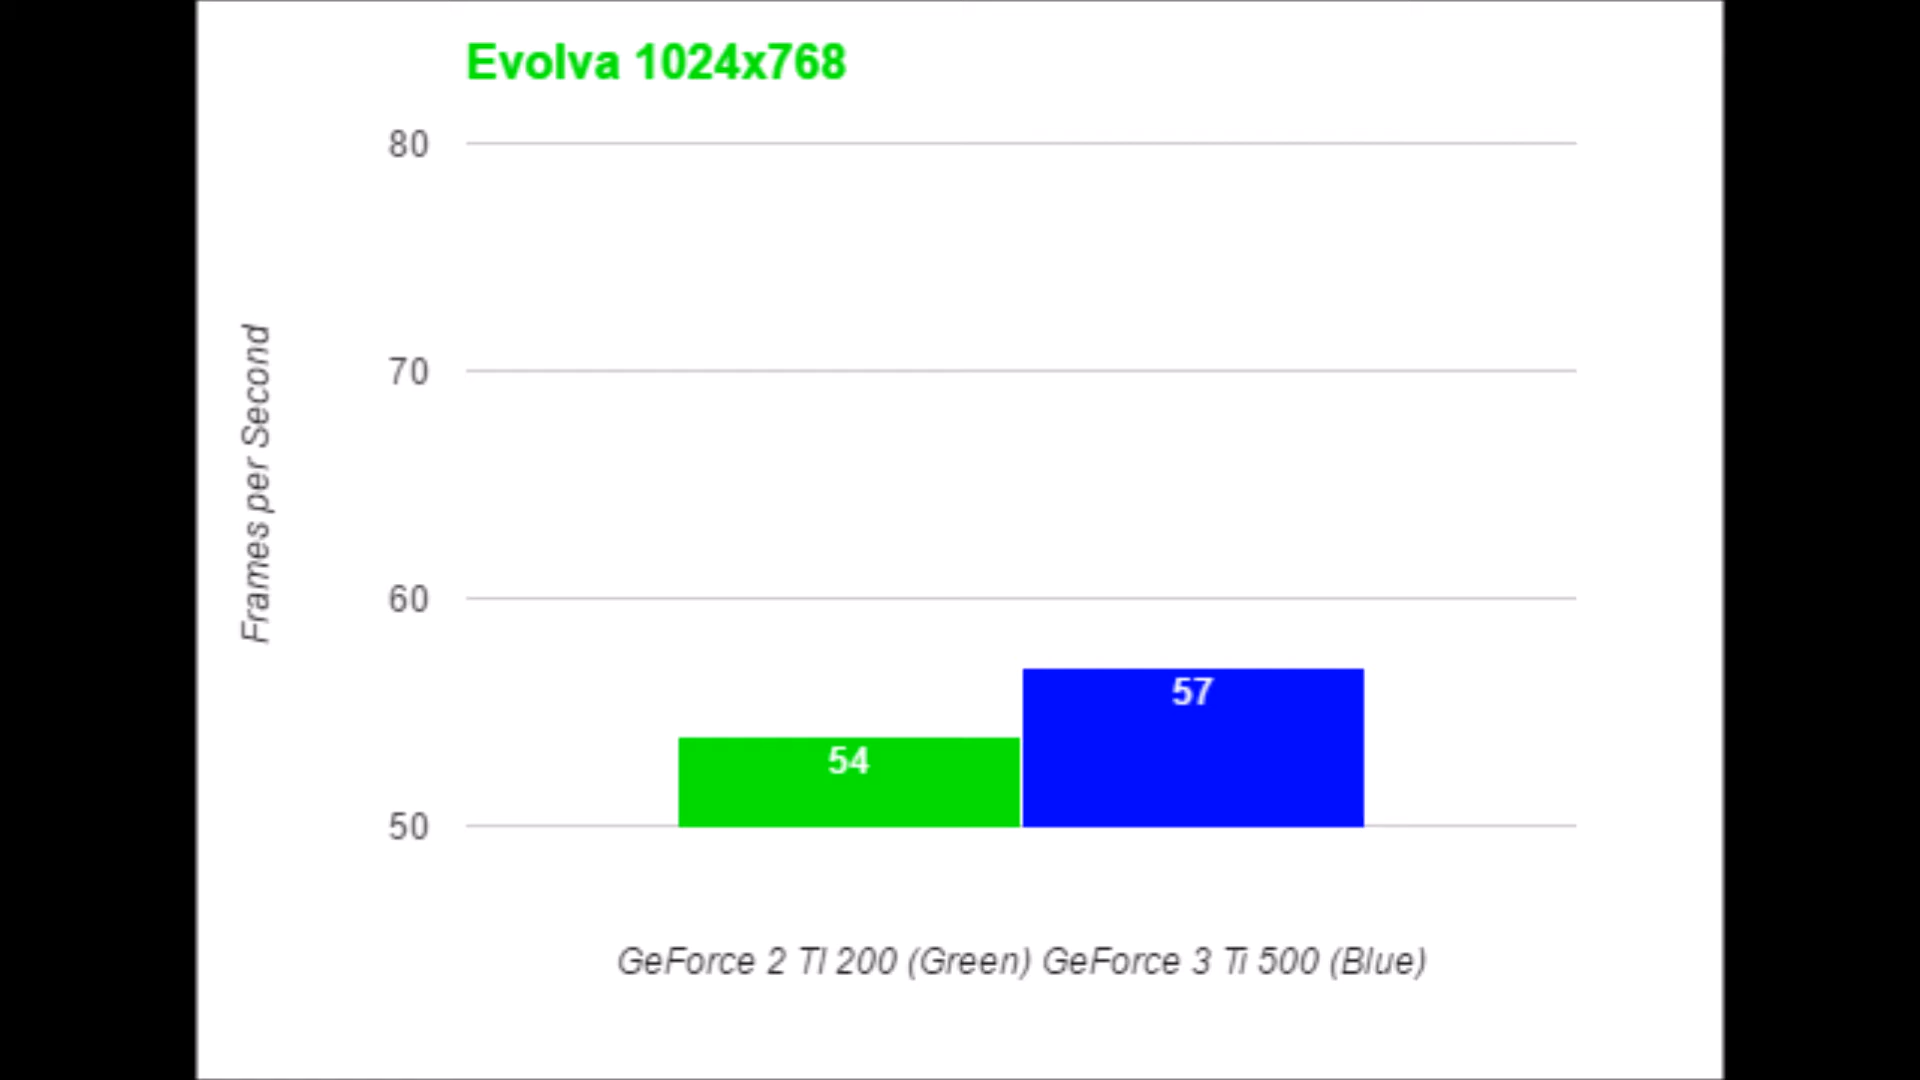 Evolva 1024x768
80
70
60
50
Frames per Second
54
57
GeForce 2 TI 200 (Green) GeForce 3 Ti 500 (Blue)